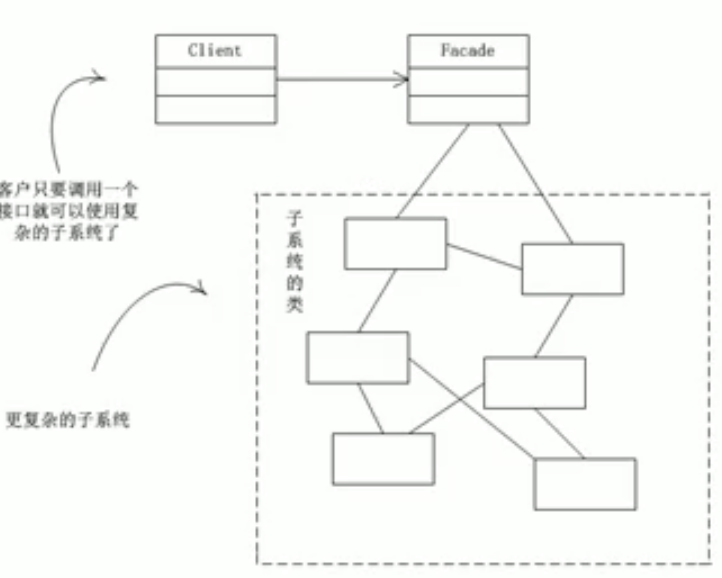 Client
Facade
客户只要调用一个
接口就可以使用复
杂的子系统了
子系统的类
更复杂的子系统